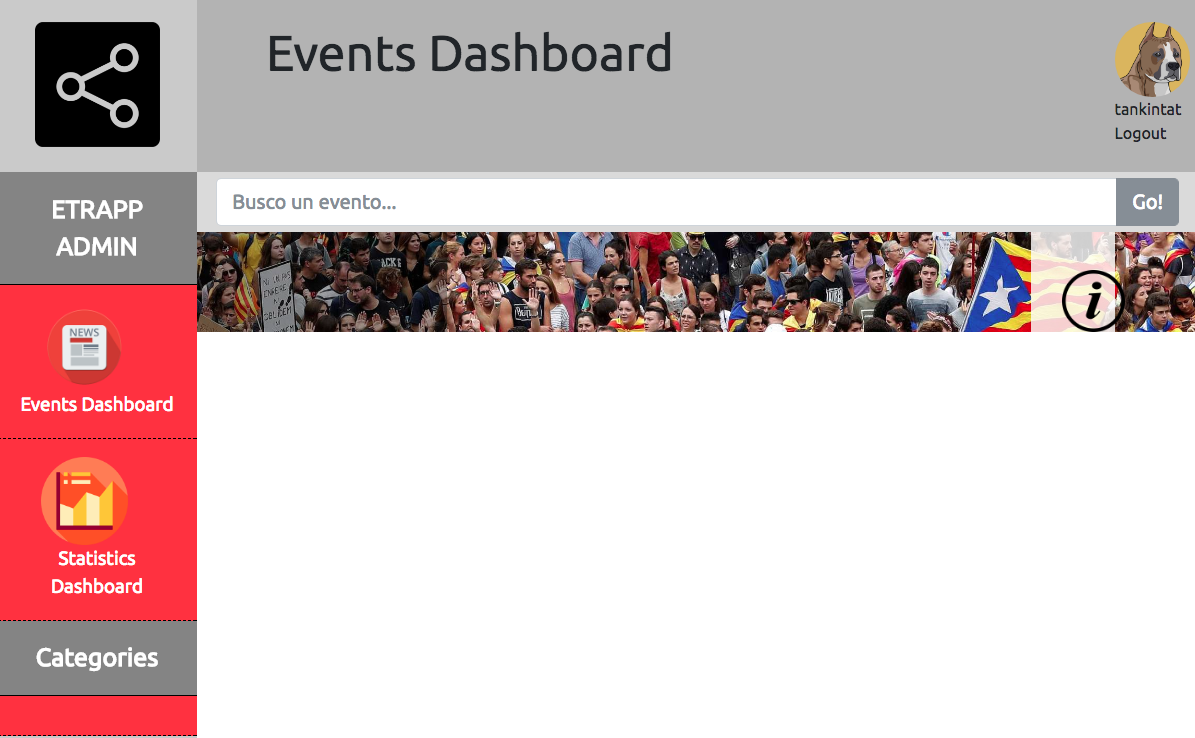 Events Dashboard
tankintat
Logout
ETRAPP
ADMIN
Busco un evento...
Go!
i
NEWS
Events Dashboard
Statistics
Dashboard
Categories